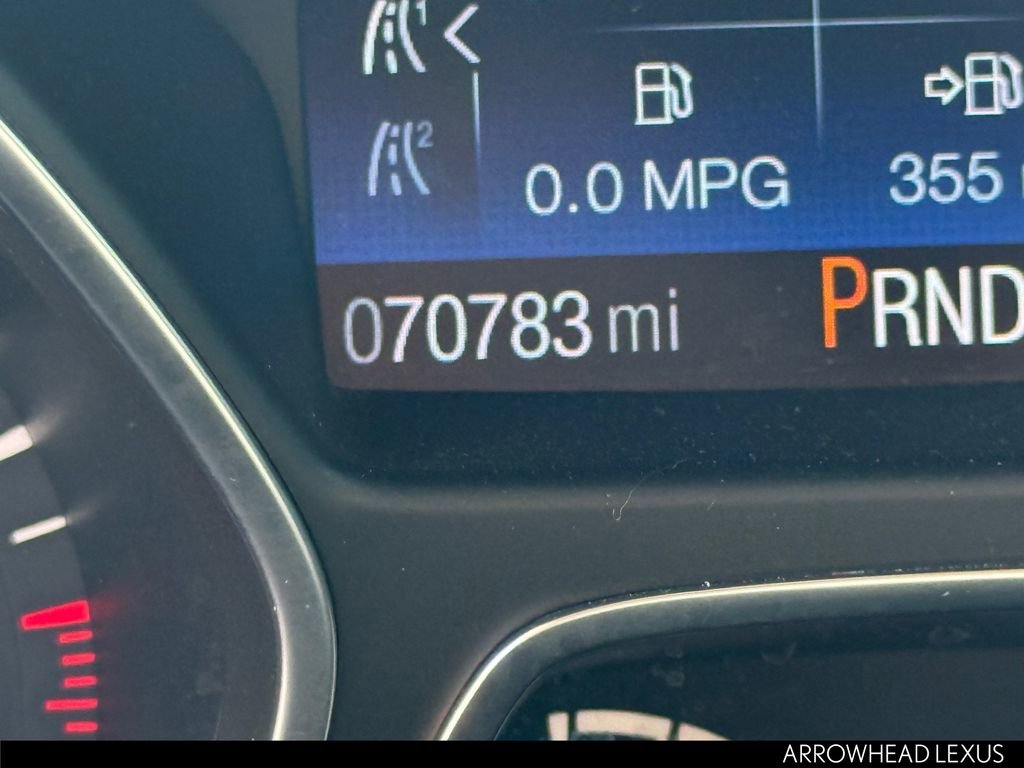 1
2
0.0 MPG 355
070783 mi PRND
ARROWHEAD LEXUS